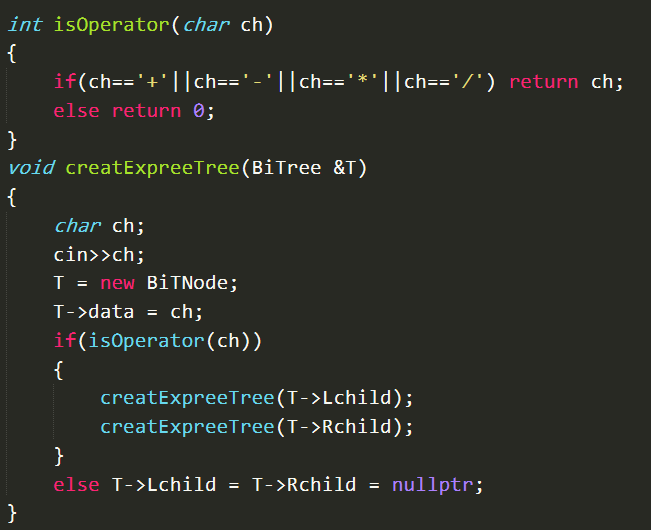 int isOperator(char ch)
{
    if(ch=='+'||ch=='-'||ch=='*'||ch=='/') return ch;
    else return 0;
}
void creatExpreeTree(BiTree &T)
{
    char ch;
    cin>>ch;
    T = new BiTNode;
    T->data = ch;
    if(isOperator(ch))
    {
        creatExpreeTree(T->Lchild);
        creatExpreeTree(T->Rchild);
    }
    else T->Lchild = T->Rchild = nullptr;
}